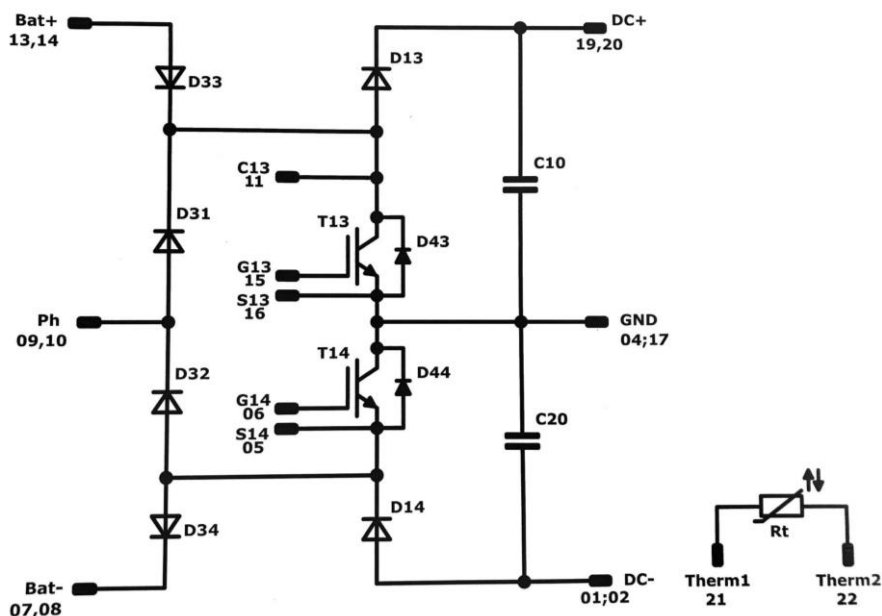 Bat+
13,14
DC+
19,20
D13
D33
C10
C13
11
D31
T13
D43
G13
15
S13
16
Ph
09,10
GND
04;17
T14
D32
D44
G14
06
S14
05
C20
D14
D34
Rt
Bat-
07,08
DC-
01;02
Therm1
21
Therm2
22